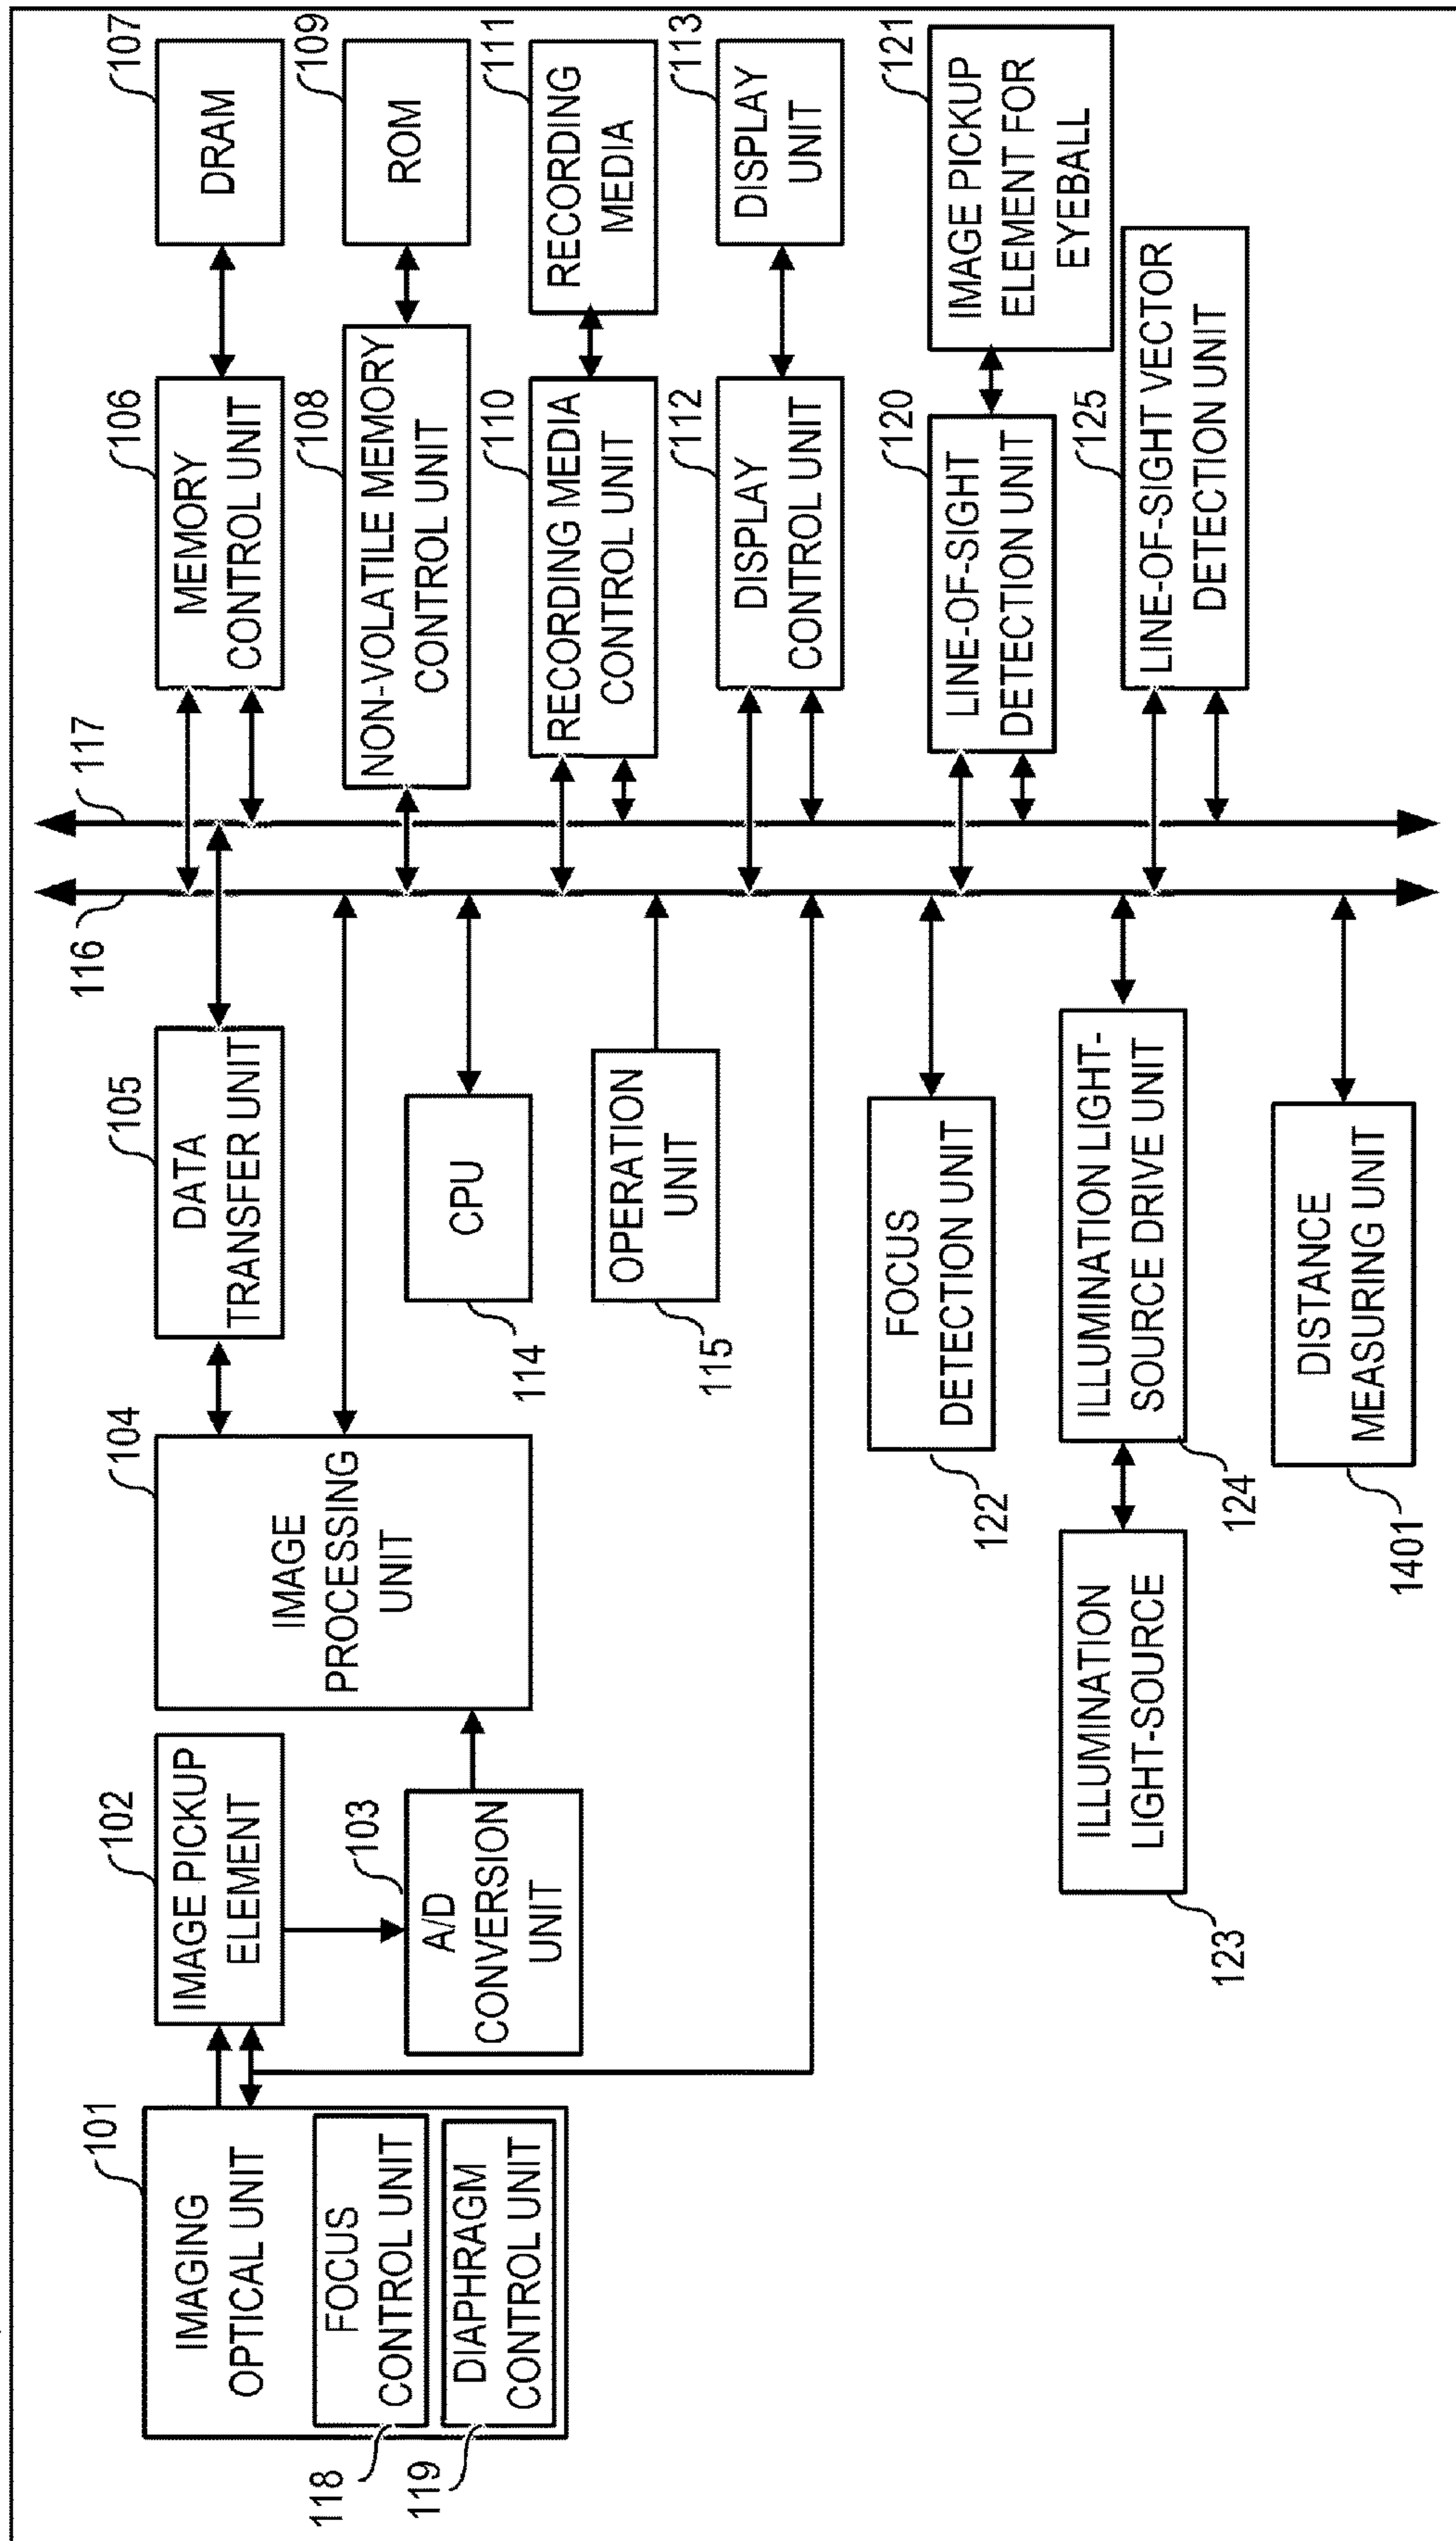 101
IMAGING
OPTICAL UNIT
FOCUS
CONTROL UNIT
118
DIAPHRAGM
CONTROL UNIT
119
102
IMAGE PICKUP
ELEMENT
103
A/D
CONVERSION
UNIT
104
IMAGE
PROCESSING
UNIT
105
DATA
TRANSFER UNIT
CPU
114
OPERATION
UNIT
115
FOCUS
DETECTION UNIT
122
ILLUMINATION
LIGHT-SOURCE
123
ILLUMINATION LIGHT-
SOURCE DRIVE UNIT
124
DISTANCE
MEASURING UNIT
1401
116
117
106
MEMORY
CONTROL UNIT
107
DRAM
108
NON-VOLATILE MEMORY
CONTROL UNIT
109
ROM
110
RECORDING MEDIA
CONTROL UNIT
111
RECORDING
MEDIA
112
DISPLAY
CONTROL UNIT
113
DISPLAY
UNIT
120
LINE-OF-SIGHT
DETECTION UNIT
121
IMAGE PICKUP
ELEMENT FOR
EYEBALL
125
LINE-OF-SIGHT VECTOR
DETECTION UNIT